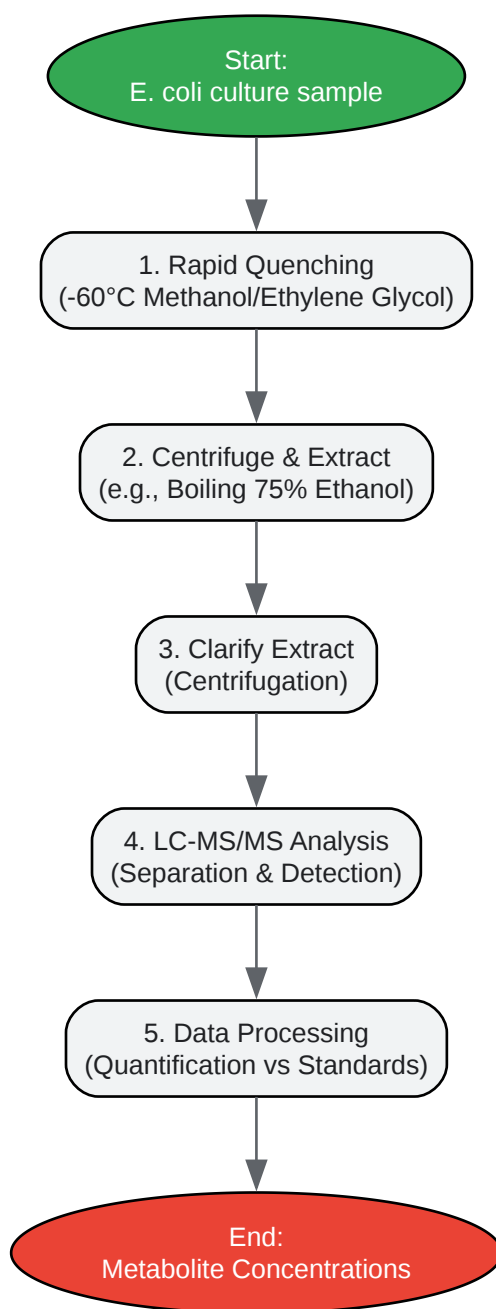 Start:
E. coli culture sample
1. Rapid Quenching
(-60°C Methanol/Ethylene Glycol)
2. Centrifuge & Extract
(e.g., Boiling 75% Ethanol)
3. Clarify Extract
(Centrifugation)
4. LC-MS/MS Analysis
(Separation & Detection)
5. Data Processing
(Quantification vs Standards)
End:
Metabolite Concentrations